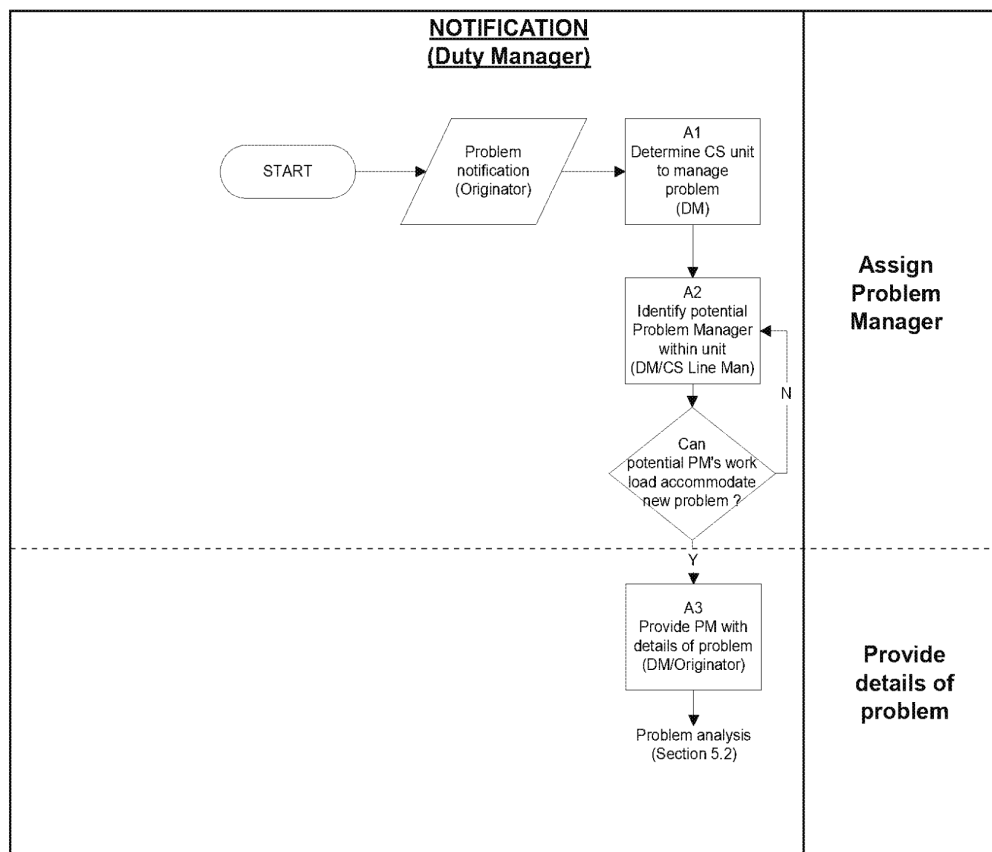 NOTIFICATION
(Duty Manager)
START
Problem
notification
(Originator)
A1
Determine CS unit
to manage
problem
(DM)
A2
Identify potential
Problem Manager
within unit
(DM/CS Line Man)
N
Can
potential PM's work
load accommodate
new problem ?
Assign
Problem
Manager
Y
A3
Provide PM with
details of problem
(DM/Originator)
Problem analysis
(Section 5.2)
Provide
details of
problem